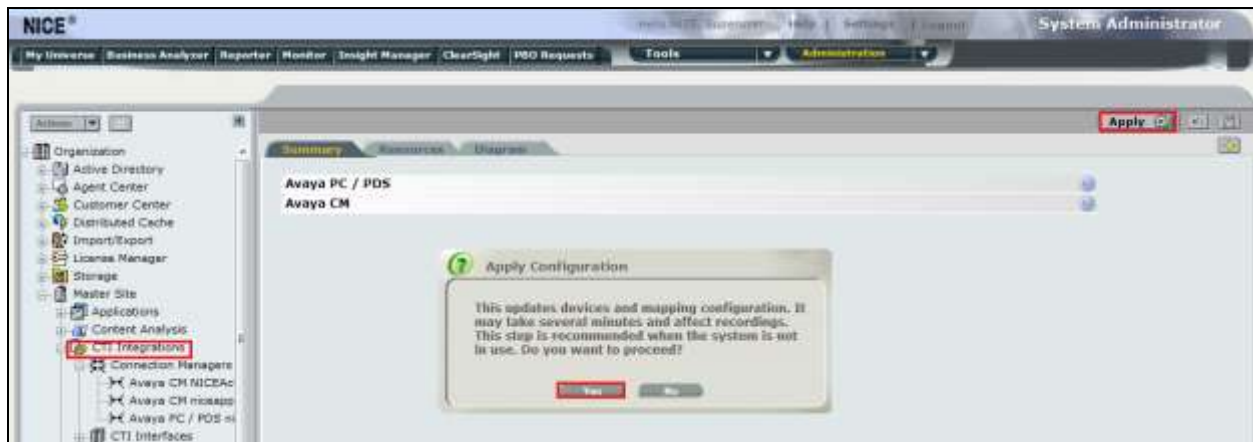 NICE®
Help | Settings | Logout
System Administrator
My Universe Business Analyzer Reporter Monitor Insight Manager ClearSight PBO Requests Tools Administration
Actions
Apply
Organization
Active Directory
Agent Center
Customer Center
Distributed Cache
Import/Export
License Manager
Storage
Master Site
Applications
Content Analysis
CTI Integrations
Connection Managers
Avaya CM NICEAc
Avaya CM
Avaya PC / PDS
CTI Interfaces
Summary Resources Diagram
Avaya PC / PDS
Avaya CM
Apply Configuration
This updates devices and mapping configuration. It
may take several minutes and affect recordings.
This step is recommended when the system is not
in use. Do you want to proceed?
Yes No